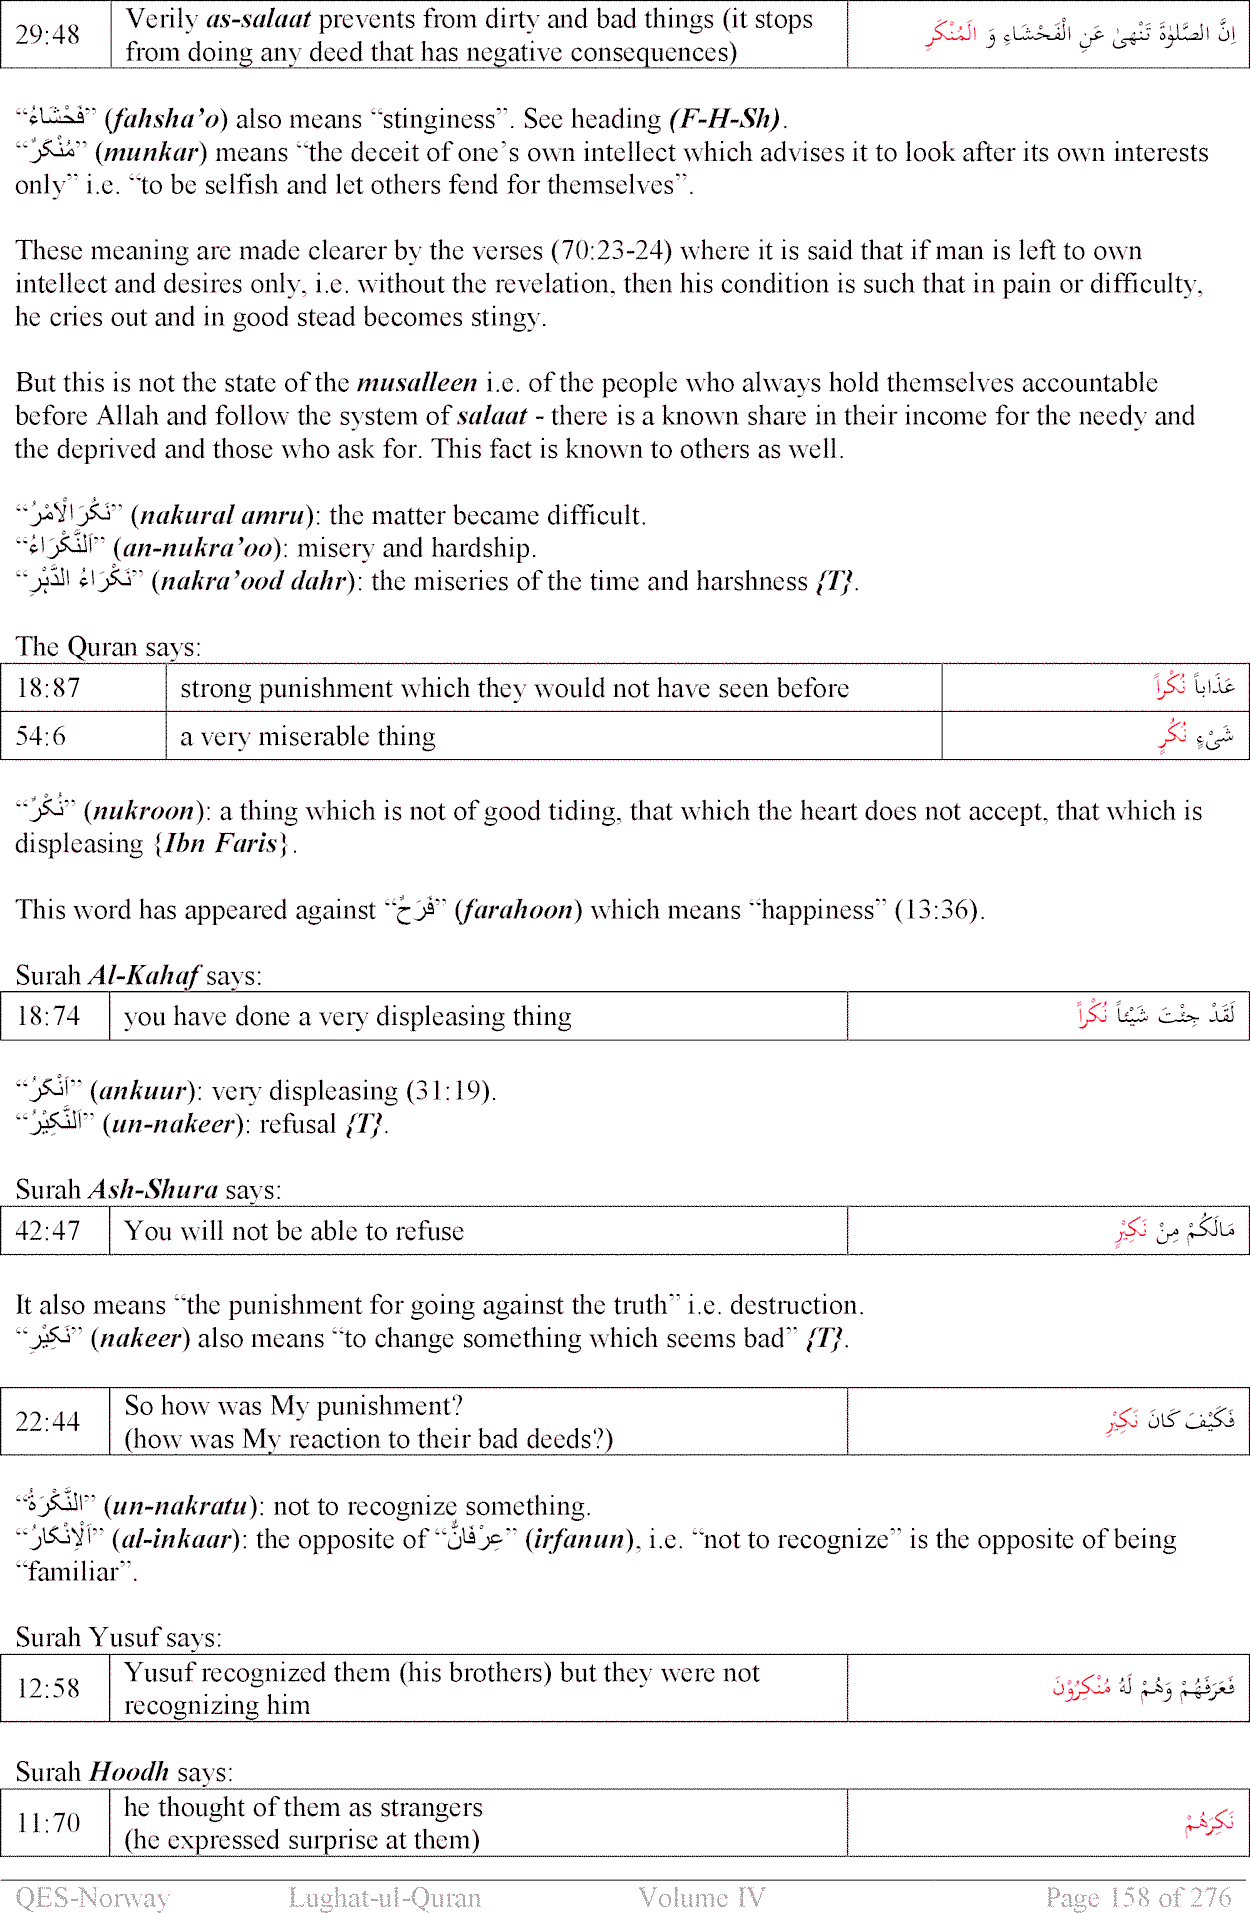 29:48 Verily as-salaat prevents from dirty and bad things (it stops from doing any deed that has negative consequences) اِنَّ الصَّلٰوةَ تَنْهىٰ عَنِ الْفَحْشَاءِ وَ الَمُنْكَرِ
“فَحْشَاءُ” (fahsha’o) also means “stinginess”. See heading (F-H-Sh).
“مُنْكَرٌ” (munkar) means “the deceit of one’s own intellect which advises it to look after its own interests
only” i.e. “to be selfish and let others fend for themselves”.
These meaning are made clearer by the verses (70:23-24) where it is said that if man is left to own
intellect and desires only, i.e. without the revelation, then his condition is such that in pain or difficulty,
he cries out and in good stead becomes stingy.
But this is not the state of the musalleen i.e. of the people who always hold themselves accountable
before Allah and follow the system of salaat - there is a known share in their income for the needy and
the deprived and those who ask for. This fact is known to others as well.
“نَكُرَ الْاَمْرُ” (nakural amru): the matter became difficult.
“اَلنَّكْرَاءُ” (an-nukra’oo): misery and hardship.
“نَكْرَاءُ الدَّہْرِ” (nakra’ood dahr): the miseries of the time and harshness {T}.
The Quran says:
18:87 strong punishment which they would not have seen before عَذَاباً نُكْراً
54:6 a very miserable thing شَىْءٍ نُكُرٍ
“نُكْرٌ” (nukroon): a thing which is not of good tiding, that which the heart does not accept, that which is
displeasing {Ibn Faris}.
This word has appeared against “فَرَحٌ” (farahoon) which means “happiness” (13:36).
Surah Al-Kahaf says:
18:74 you have done a very displeasing thing لَقَدْ جِئْتَ شَيْئاً نُكْراً
“اَنْكَرُ” (ankuur): very displeasing (31:19).
“اَلنَّكِيْرُ” (un-nakeer): refusal {T}.
Surah Ash-Shura says:
42:47 You will not be able to refuse مَالَكُمْ مِنْ نَكِيْرٍ
It also means “the punishment for going against the truth” i.e. destruction.
“نَكِيْرِ” (nakeer) also means “to change something which seems bad” {T}.
22:44 So how was My punishment?
(how was My reaction to their bad deeds?) فَكَيْفَ كَانَ نَكِيْرِ
“النَّكْرَةُ” (un-nakratu): not to recognize something.
“اَلْاِنْكَارُ” (al-inkaar): the opposite of “عِرْفَانٌ” (irfanun), i.e. “not to recognize” is the opposite of being
“familiar”.
Surah Yusuf says:
12:58 Yusuf recognized them (his brothers) but they were not
recognizing him فَعَرَفَهُمْ وَهُمْ لَهُ مُنْكِرُوْنَ
Surah Hoodh says:
11:70 he thought of them as strangers
(he expressed surprise at them) نَكِرَهُمْ
QES-Norway Lughat-ul-Quran Volume IV Page 158 of 276